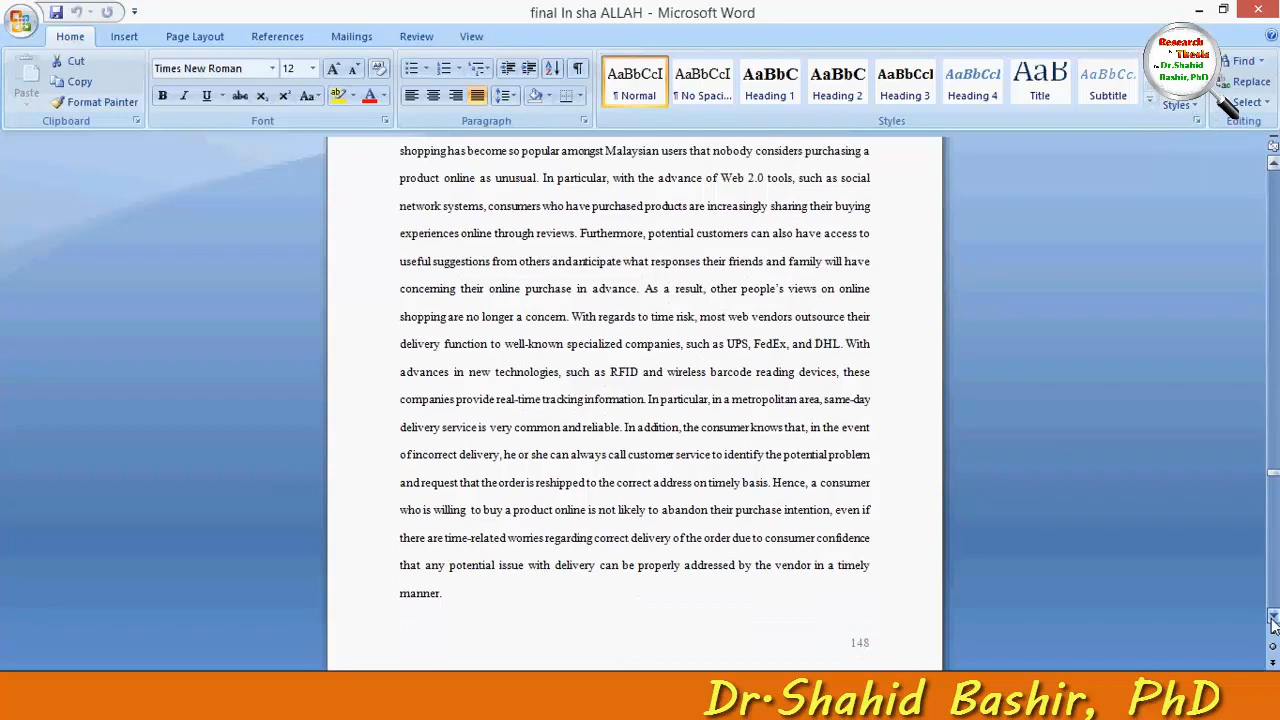 final In sha ALLAH - Microsoft Word
Home Insert Page Layout References Mailings Review View
Paste
Cut
Copy
Format Painter
Clipboard
Times New Roman 12
Font
Paragraph
AaBbCcI AaBbCcI AaBbC AaBbC AaBbCcI AaBbCcI AaB AaBbCc.
¶ Normal ¶ No Spaci... Heading 1 Heading 2 Heading 3 Heading 4 Title Subtitle
Styles
Styles
Research
Thesis
Dr.Shahid
Bashir, PhD
Find
Replace
Select
Editing
shopping has become so popular amongst Malaysian users that nobody considers purchasing a
product online as unusual. In particular, with the advance of Web 2.0 tools, such as social
network systems, consumers who have purchased products are increasingly sharing their buying
experiences online through reviews. Furthermore, potential customers can also have access to
useful suggestions from others and anticipate what responses their friends and family will have
concerning their online purchase in advance. As a result, other people's views on online
shopping are no longer a concern. With regards to time risk, most web vendors outsource their
delivery function to well-known specialized companies, such as UPS, FedEx, and DHL. With
advances in new technologies, such as RFID and wireless barcode reading devices, these
companies provide real-time tracking information. In particular, in a metropolitan area, same-day
delivery service is very common and reliable. In addition, the consumer knows that, in the event
of incorrect delivery, he or she can always call customer service to identify the potential problem
and request that the order is reshipped to the correct address on timely basis. Hence, a consumer
who is willing to buy a product online is not likely to abandon their purchase intention, even if
there are time-related worries regarding correct delivery of the order due to consumer confidence
that any potential issue with delivery can be properly addressed by the vendor in a timely
manner.
148
Dr.Shahid Bashir, PhD